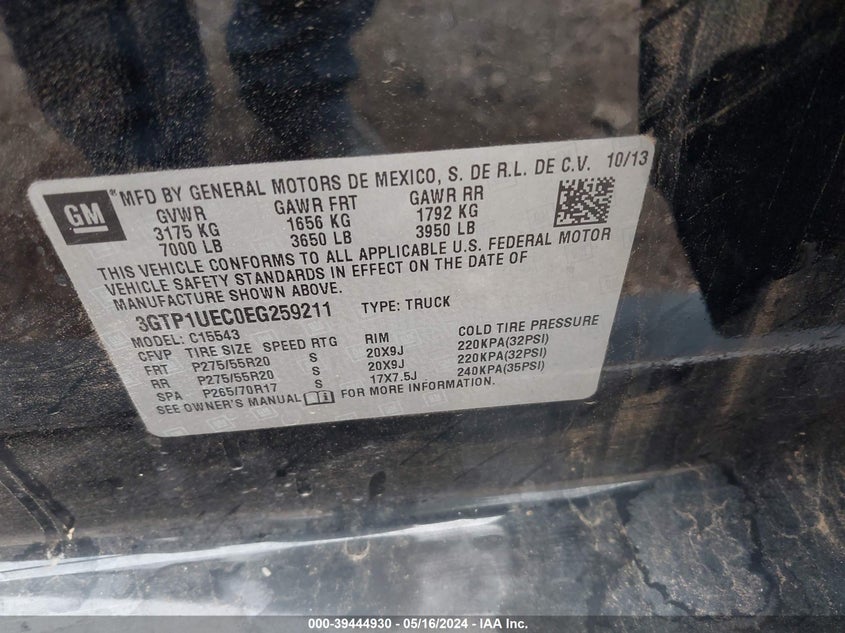 GM ® MFD BY GENERAL MOTORS DE MEXICO, S. DE R.L. DE C.V. 10/13
GVWR GAWR FRT GAWR RR
3175 KG 1656 KG 1792 KG
7000 LB 3650 LB 3950 LB
THIS VEHICLE CONFORMS TO ALL APPLICABLE U.S. FEDERAL MOTOR
VEHICLE SAFETY STANDARDS IN EFFECT ON THE DATE OF
MANUFACTURE SHOWN ABOVE.
3GTP1UEC0EG259211 TYPE: TRUCK
MODEL: C15543
CFVP TIRE SIZE SPEED RTG RIM COLD TIRE PRESSURE
FRT P275/55R20 S 20X9J 220KPA(32PSI)
RR P275/55R20 S 20X9J 220KPA(32PSI)
SPA P265/70R17 S 17X7.5J 240KPA(35PSI)
SEE OWNER'S MANUAL FOR MORE INFORMATION.
000-39444930 - 05/16/2024 - IAA Inc.